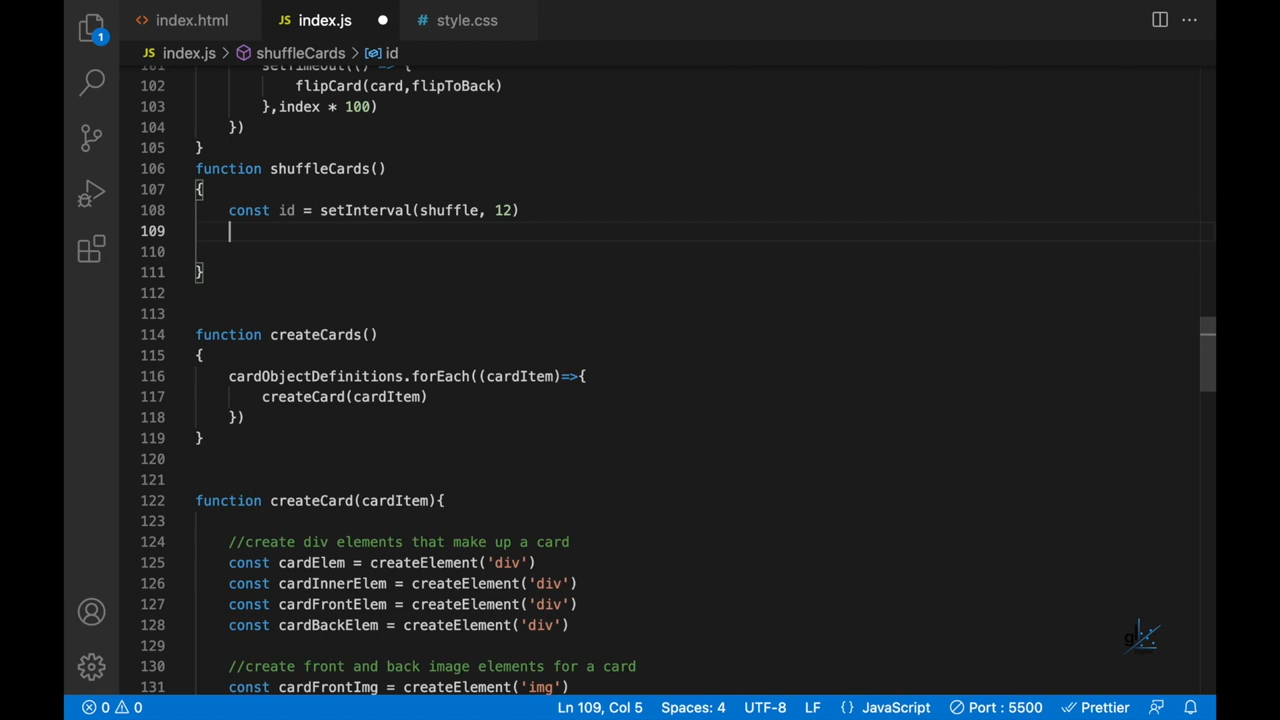 index.html JS index.js # style.css
1
JS index.js > shuffleCards > id
101 setTimeout(() => {
102 flipCard(card,flipToBack)
103 },index * 100)
104 })
105 }
106 function shuffleCards()
107 {
108 const id = setInterval(shuffle, 12)
109
110
111 }
112
113
114 function createCards()
115 {
116 cardObjectDefinitions.forEach((cardItem)=>{
117 createCard(cardItem)
118 })
119 }
120
121
122 function createCard(cardItem){
123
124 //create div elements that make up a card
125 const cardElem = createElement('div')
126 const cardInnerElem = createElement('div')
127 const cardFrontElem = createElement('div')
128 const cardBackElem = createElement('div')
129
130 //create front and back image elements for a card
131 const cardFrontImg = createElement('img')
0 0 Ln 109, Col 5 Spaces: 4 UTF-8 LF {} JavaScript Port : 5500 Prettier